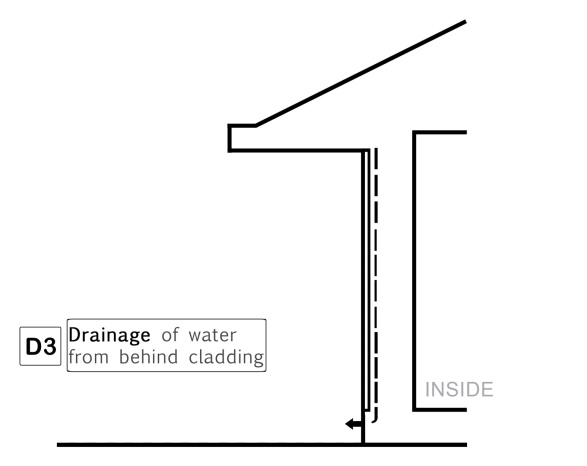 D3
Drainage of water
from behind cladding
INSIDE